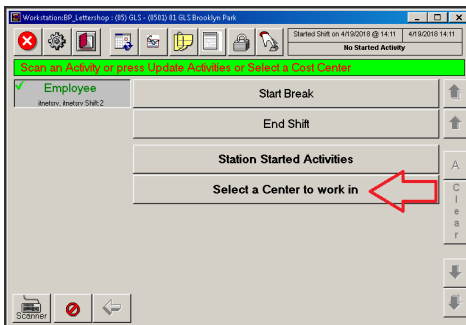 Workstation:BP_Lettershop : (05) GLS - (0501) 01 GLS Brooklyn Park
Started Shift on 4/19/2018 @ 14:11
4/19/2018 14:11
No Started Activity
Scan an Activity or press Update Activities or Select a Cost Center
Employee
itnetsrv, itnetsrv Shift:2
Start Break
End Shift
Station Started Activities
Select a Center to work in
A
C
l
e
a
r
Scanner